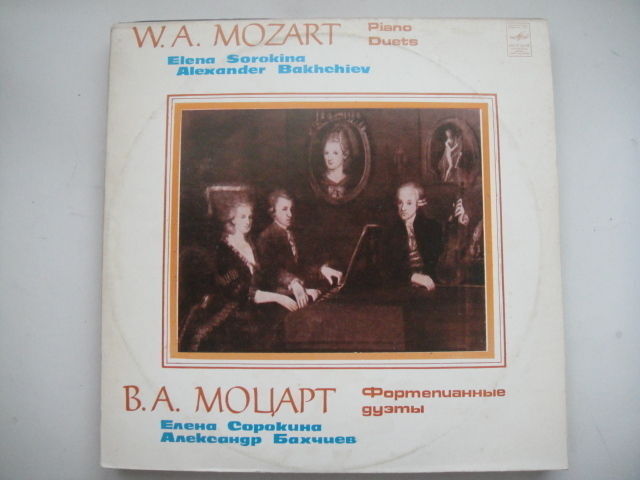 W. A. MOZART
Piano
Duets
Elena Sorokina
Alexander Bakhchiev
В. А. МОЦАРТ
Фортепианные
дуэты
Елена Сорокина
Александр Бахчиев